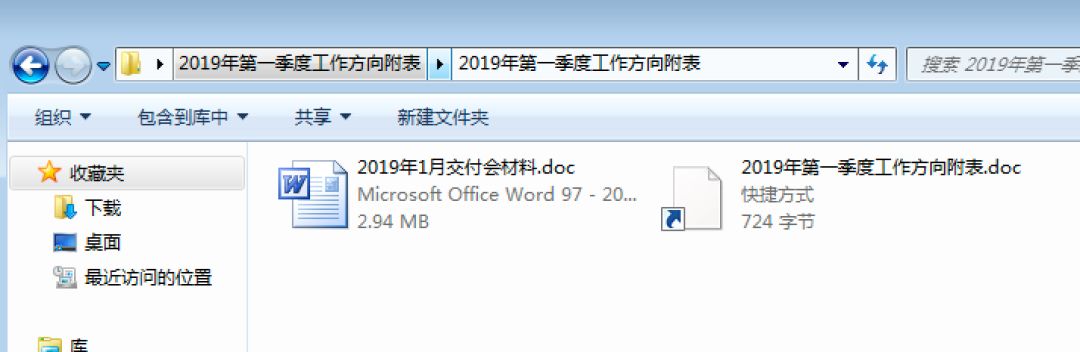 2019年第一季度工作方向附表 2019年第一季度工作方向附表 搜索 2019年第一季
组织 包含到库中 共享 新建文件夹
收藏夹
下载
桌面
最近访问的位置
库
2019年1月交付会材料.doc
Microsoft Office Word 97 - 20...
2.94 MB
2019年第一季度工作方向附表.doc
快捷方式
724 字节